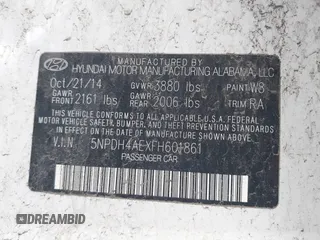 MANUFACTURED BY
HYUNDAI MOTOR MANUFACTURING ALABAMA, LLC
Oct/21/14 GVWR 3880 lbs PAINT W8
GAWR FRONT 2161 lbs GAWR REAR 2006 lbs TRIM RA
THIS VEHICLE CONFORMS TO ALL APPLICABLE U.S. FEDERAL MOTOR
VEHICLE SAFETY, BUMPER, AND THEFT PREVENTION STANDARDS
IN EFFECT ON THE DATE OF MANUFACTURE SHOWN ABOVE.
V.I.N 5NPDH4AEXFH601861
PASSENGER CAR
DREAMBID